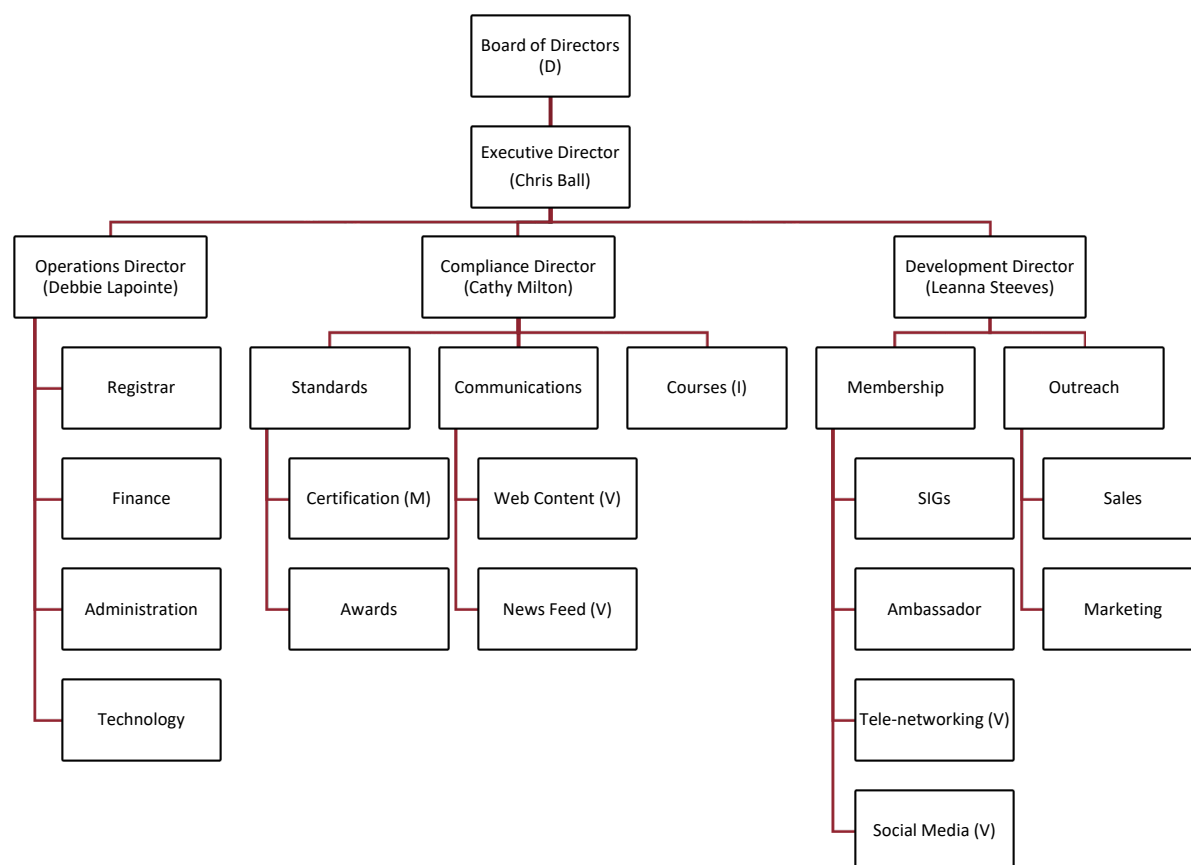 Board of Directors
(D)
Executive Director
(Chris Ball)
Operations Director
(Debbie Lapointe)
Compliance Director
(Cathy Milton)
Development Director
(Leanna Steeves)
Registrar
Standards
Communications
Courses (I)
Membership
Outreach
Finance
Certification (M)
Web Content (V)
SIGs
Sales
Administration
Awards
News Feed (V)
Ambassador
Marketing
Technology
Tele-networking (V)
Social Media (V)